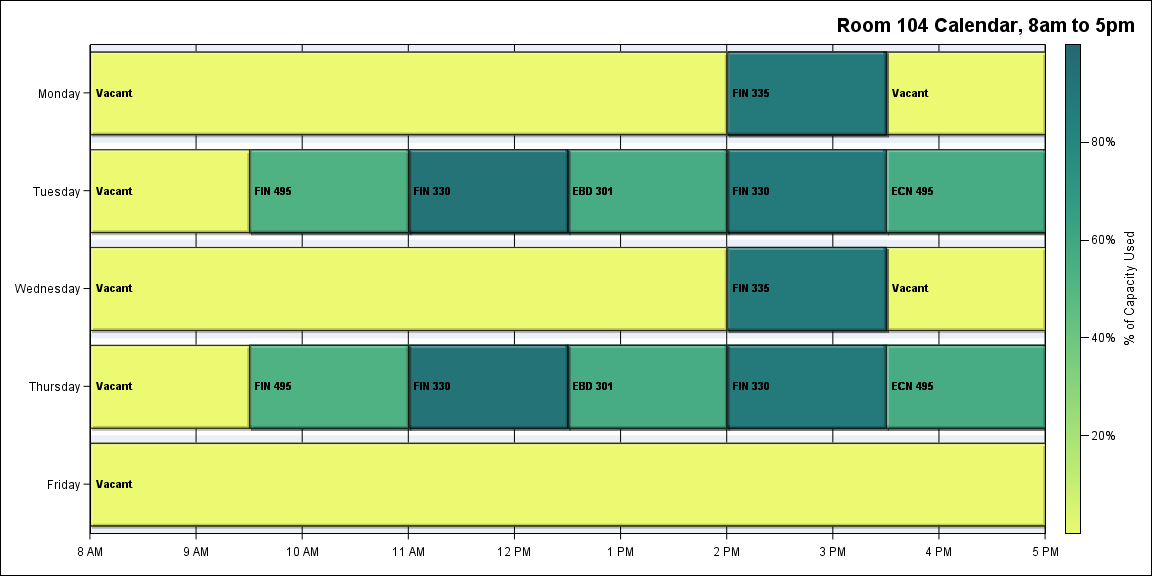 Room 104 Calendar, 8am to 5pm
Monday
Vacant
FIN 335
Vacant
80%
Tuesday
Vacant
FIN 495
FIN 330
EBD 301
FIN 330
ECN 495
60%
% of Capacity Used
Wednesday
Vacant
FIN 335
Vacant
40%
Thursday
Vacant
FIN 495
FIN 330
EBD 301
FIN 330
ECN 495
20%
Friday
Vacant
8 AM
9 AM
10 AM
11 AM
12 PM
1 PM
2 PM
3 PM
4 PM
5 PM